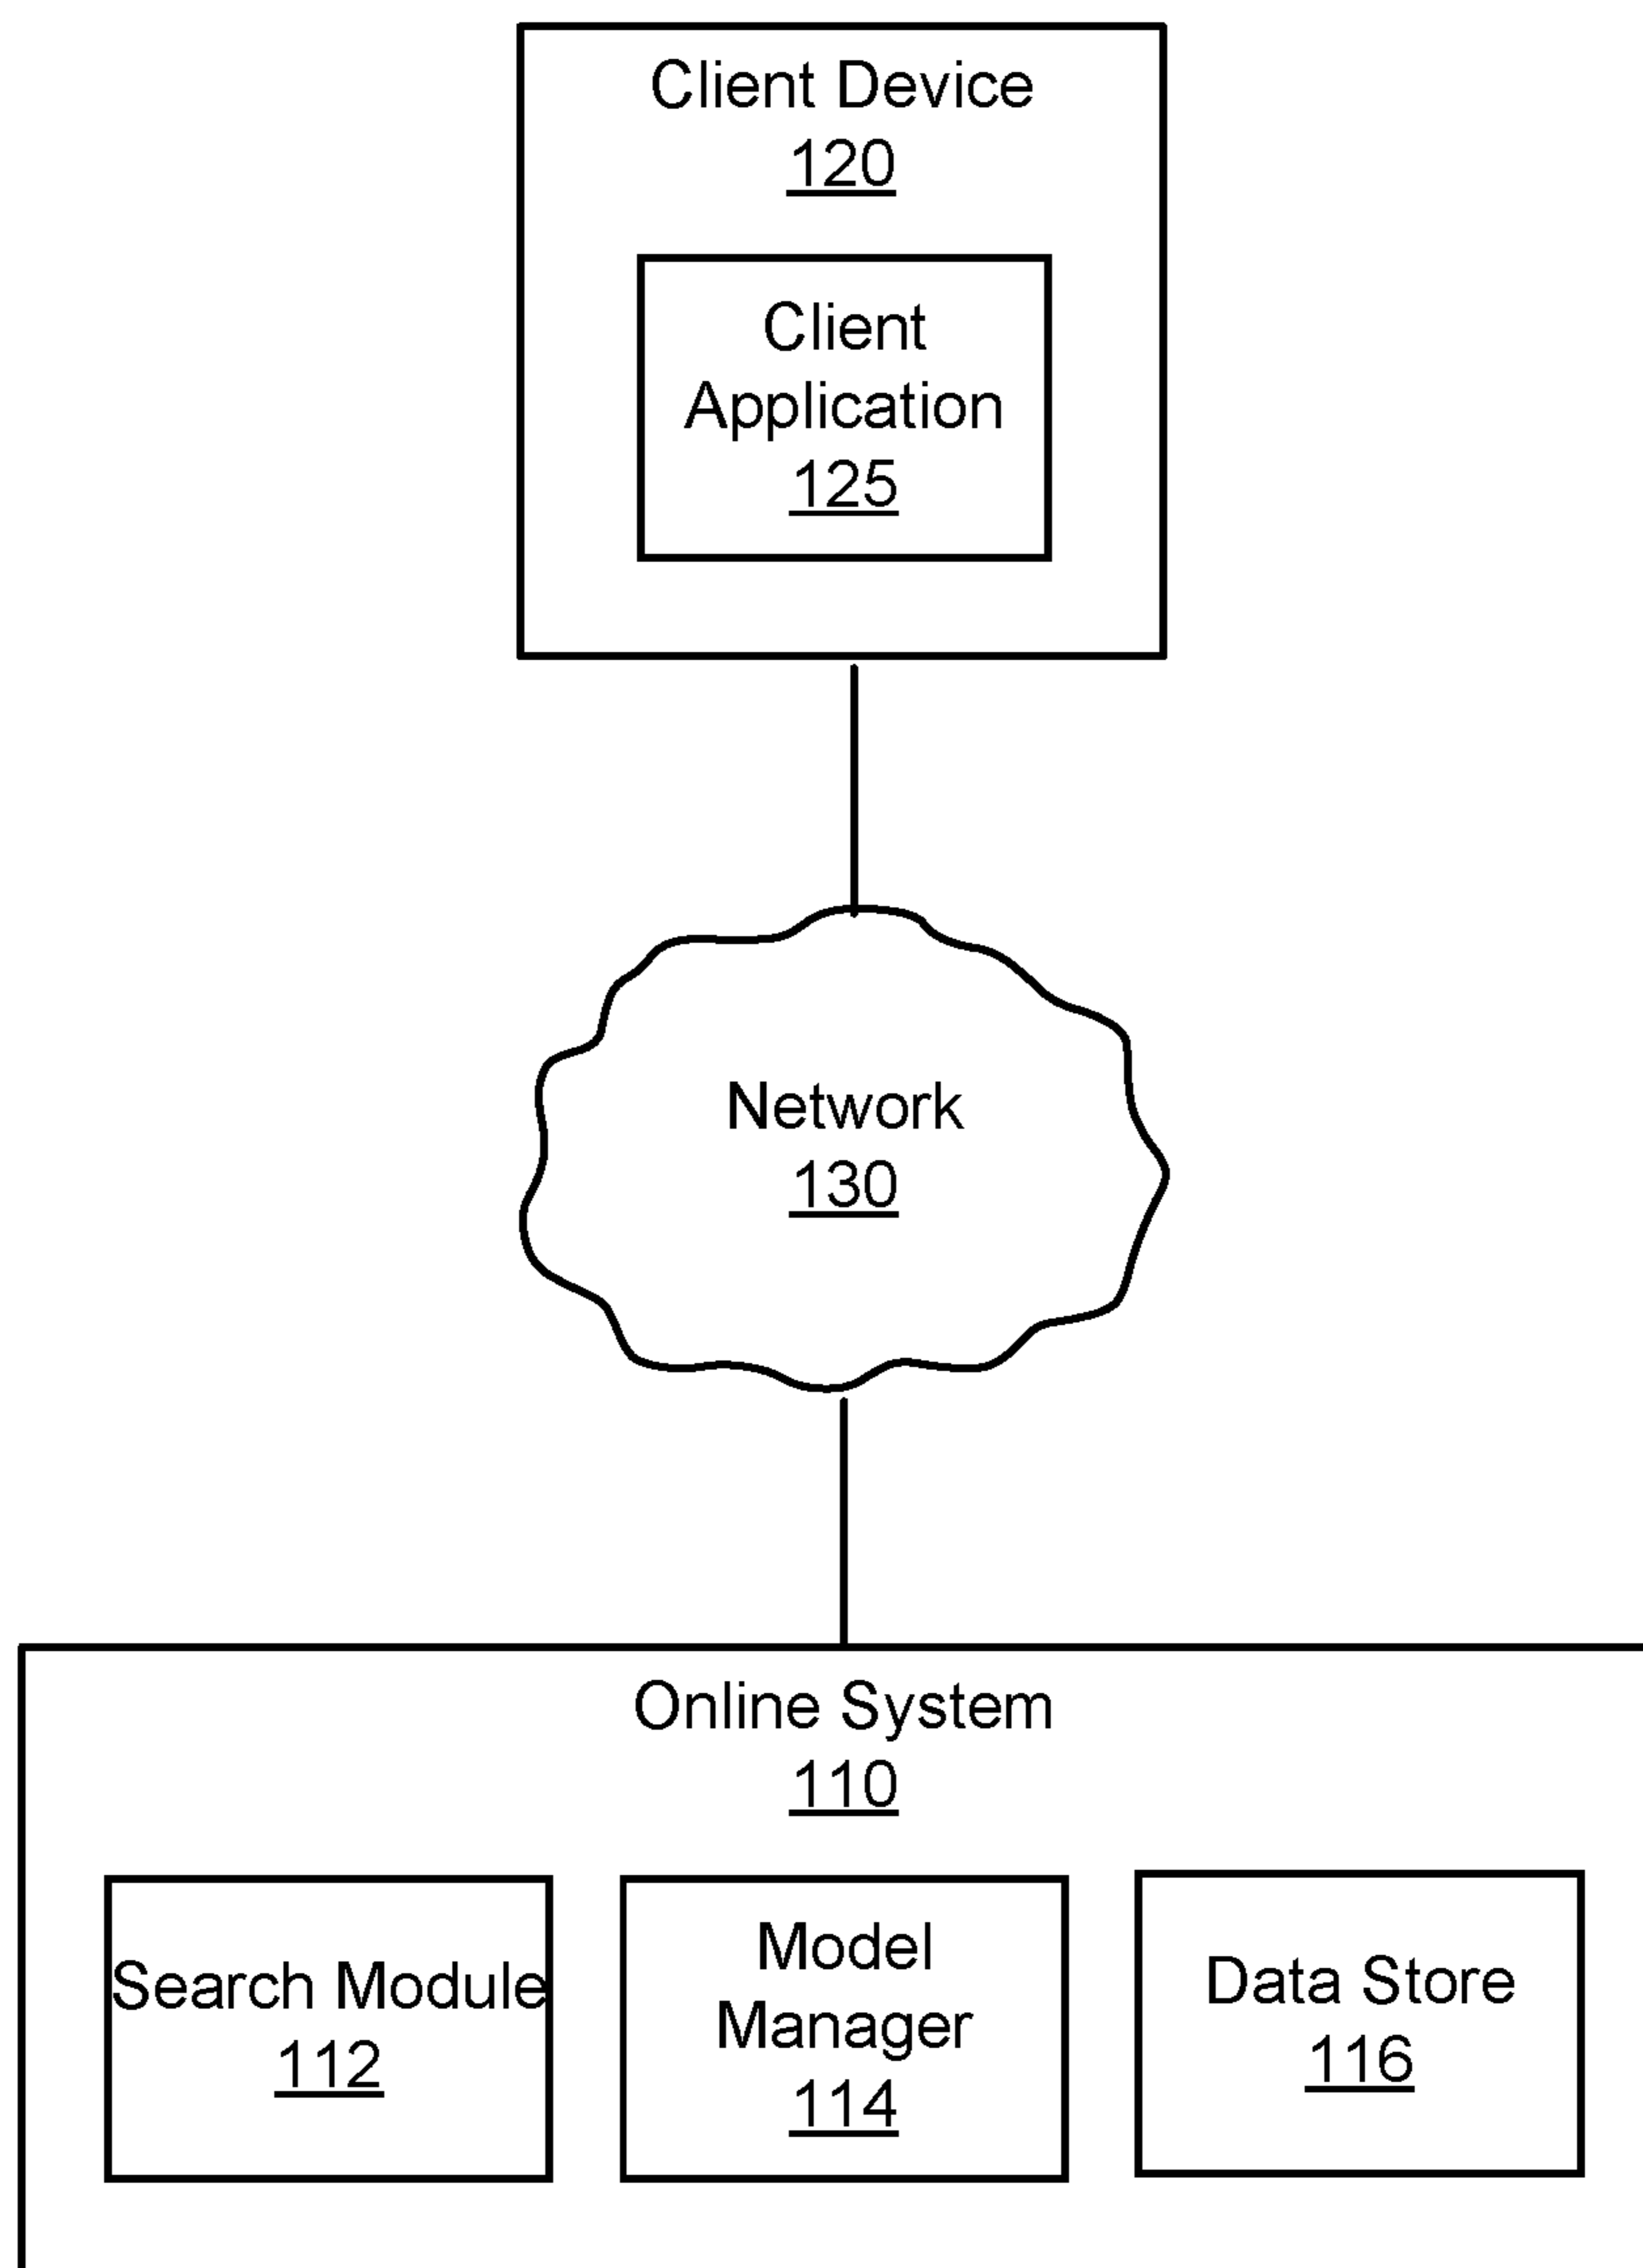 Client Device
120
Client
Application
125
Network
130
Online System
110
Search Module
112
Model
Manager
114
Data Store
116